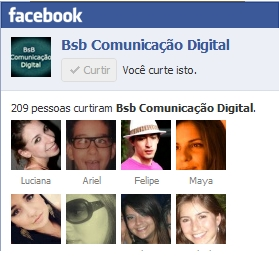 facebook
BsB
Comunicação
Digital
Bsb Comunicação Digital
Curtir
Você curte isto.
209 pessoas curtiram Bsb Comunicação Digital.
Luciana Ariel Felipe Maya